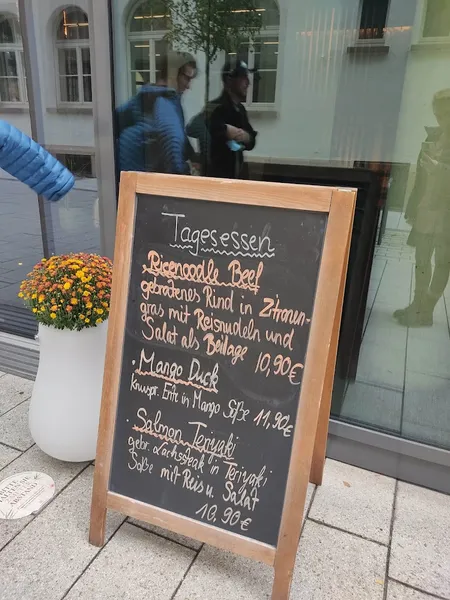 Tagesessen
. Ricenoodle Beef
gebratenes Rind in Zitronen-
gras mit Reisnudeln und
Salat als Beilage 10,90€
. Mango Duck
knuspr. Ente in Mango Soße 11,90€
. Salmon Teriyaki
gebr. Lachssteak in Teriyaki
Soße mit Reis u. Salat
10,90€